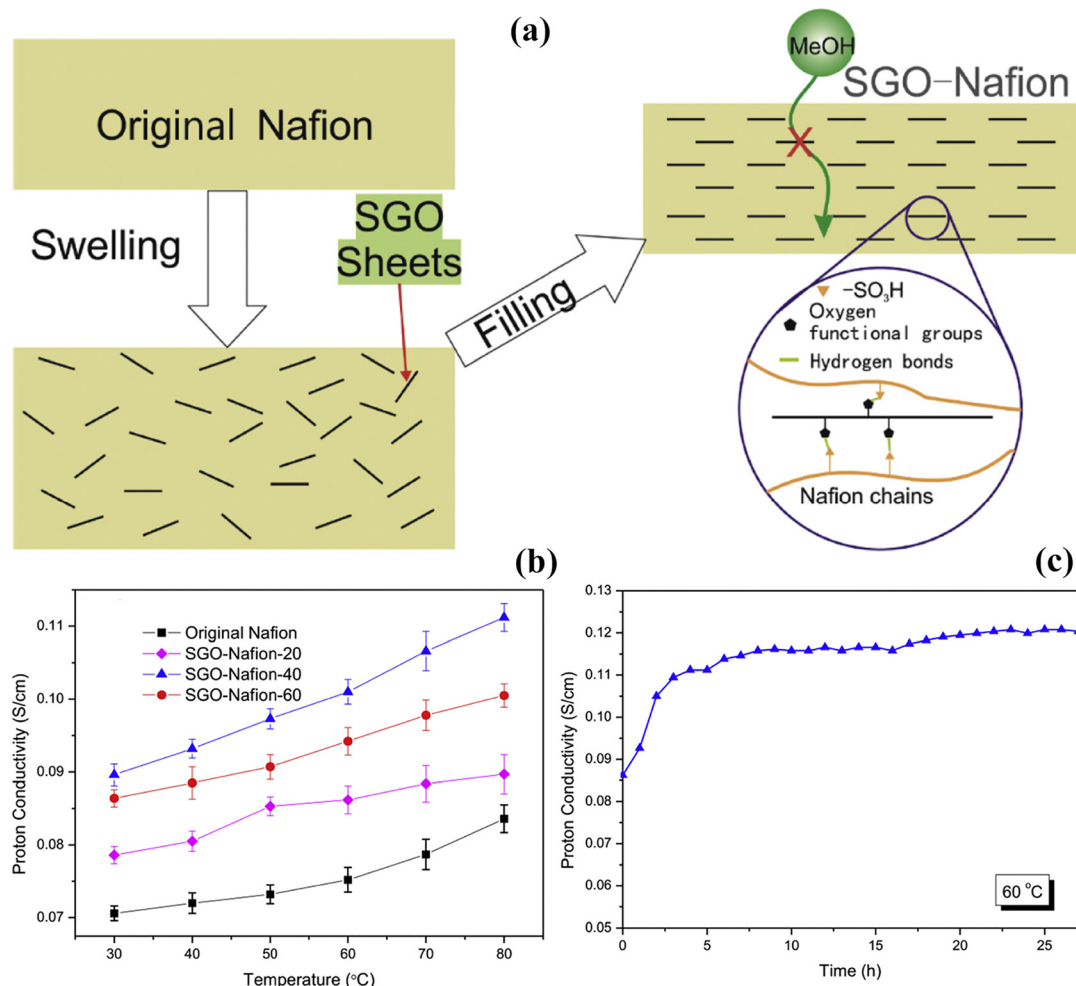 (a)
Original Nafion
Swelling
SGO
Sheets
Filling
MeOH
SGO-Nafion
-SO₃H
Oxygen
functional groups
Hydrogen bonds
Nafion chains
(b)
Proton Conductivity (S/cm)
0.11
0.10
0.09
0.08
0.07
Original Nafion
SGO-Nafion-20
SGO-Nafion-40
SGO-Nafion-60
30 40 50 60 70 80
Temperature (°C)
(c)
Proton Conductivity (S/cm)
0.13
0.12
0.11
0.10
0.09
0.08
0.07
0.06
0.05
60 °C
0 5 10 15 20 25
Time (h)